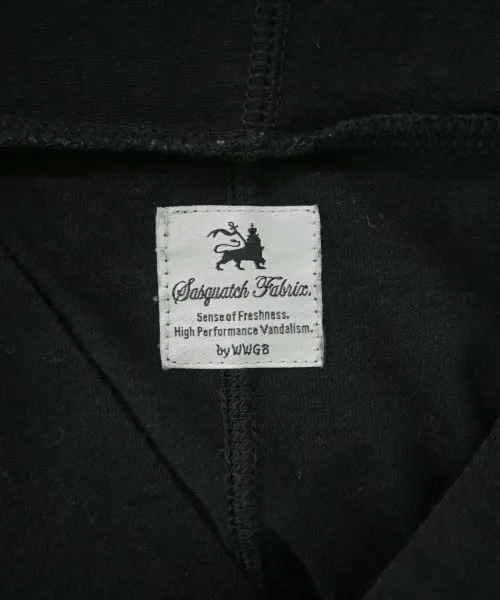 Sasquatch Fabrix.
Sense of Freshness.
High Performance Vandalism.
by WWGB